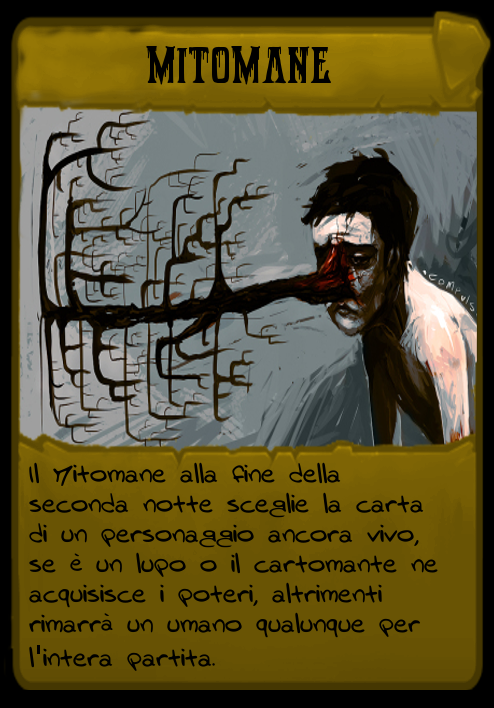 MITOMANE
•compuls
Il Mitomane alla fine della
seconda notte sceglie la carta
di un personaggio ancora vivo,
se è un lupo o il cartomante ne
acquisisce i poteri, altrimenti
rimarrà un umano qualunque per
l'intera partita.